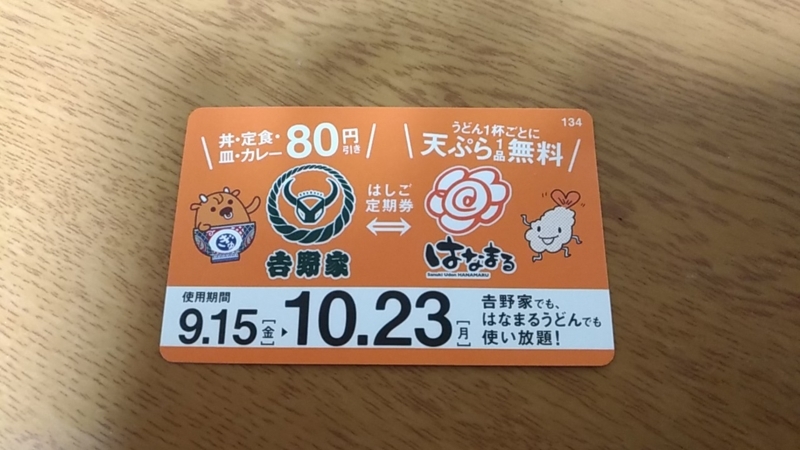 134
丼・定食・
皿・カレー
80円引き
うどん1杯ごとに
天ぷら1品無料
はしご
定期券
吉野家
はなまる
Sanuki Udon HANAMARU
使用期間
9.15[金]▶10.23[月]
吉野家でも、
はなまるうどんでも
使い放題!